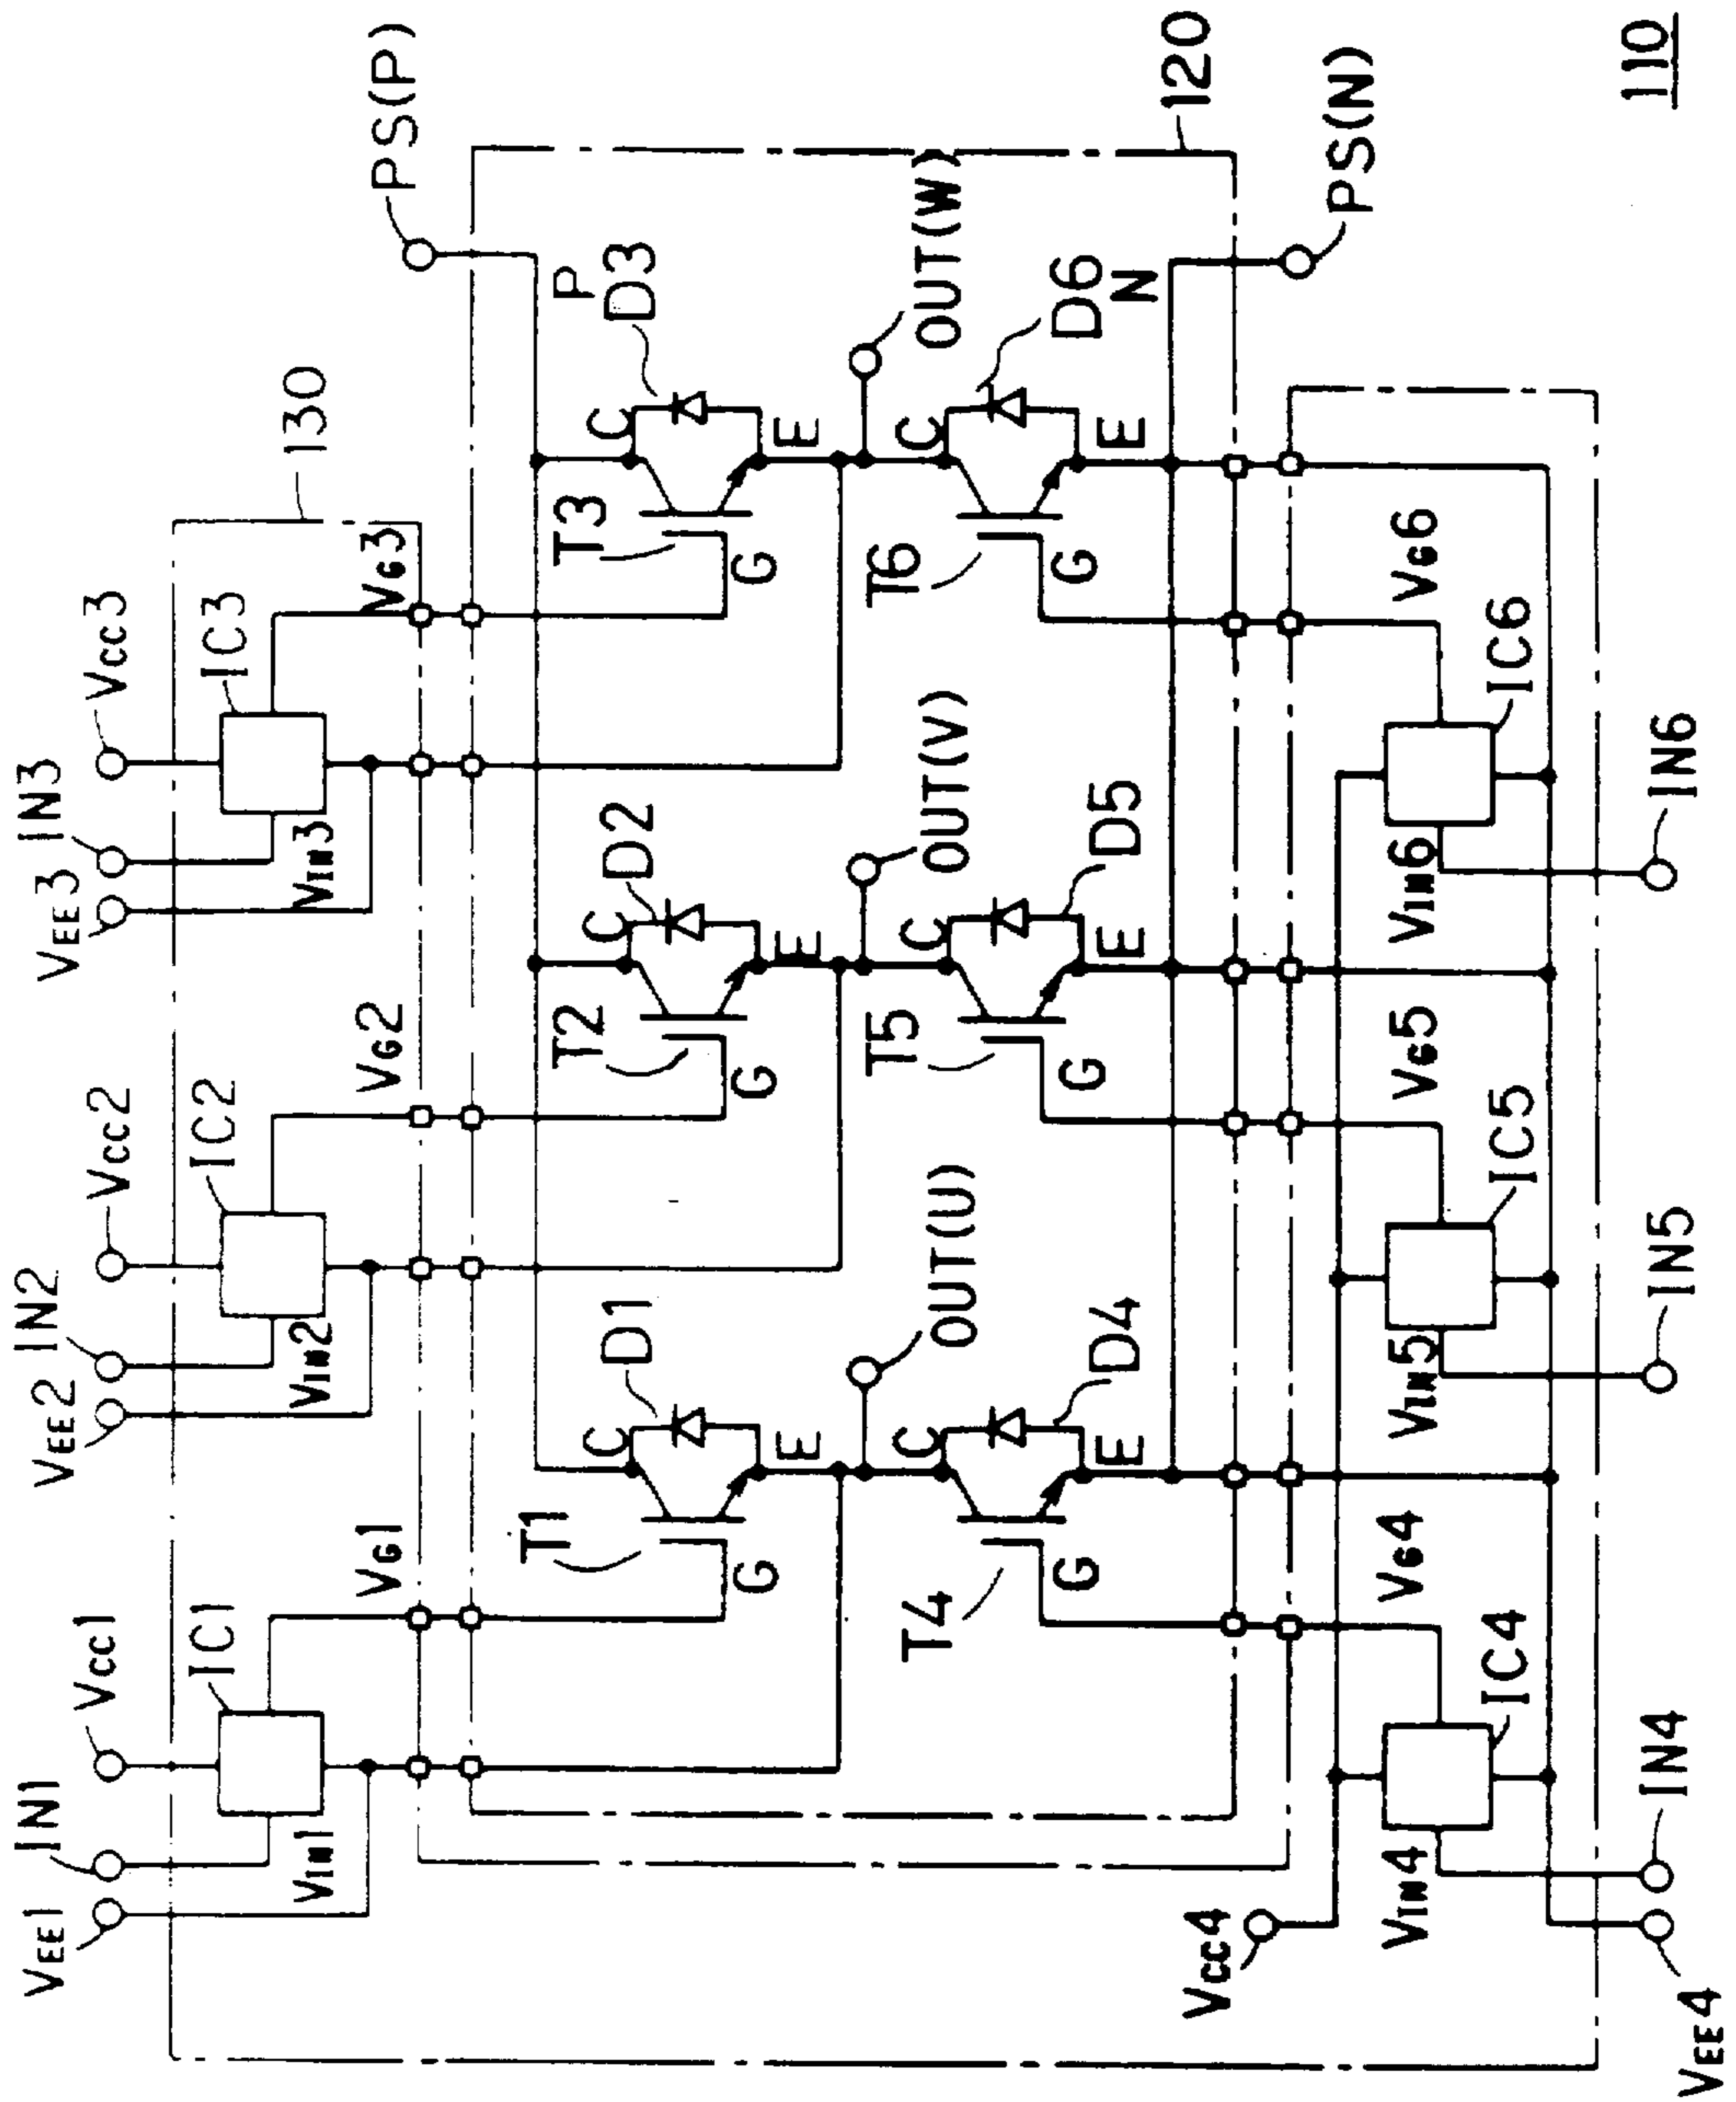 110
VEE1 IN1 VCC1 VEE2 IN2 VCC2 VEE3 IN3 VCC3
130
IC1 IC2 IC3
VIN1 VG1 VIN2 VG2 VIN3 VG3
PS(P)
P
T1 C D1 T2 C D2 T3 C D3
G E G E G E
OUT(U) OUT(V) OUT(W)
T4 C D4 T5 C D5 T6 C D6
G E G E G E N
120
VCC4
PS(N)
VIN4 VG4 VIN5 VG5 VIN6 VG6
IC4 IC5 IC6
VEE4 IN4 IN5 IN6